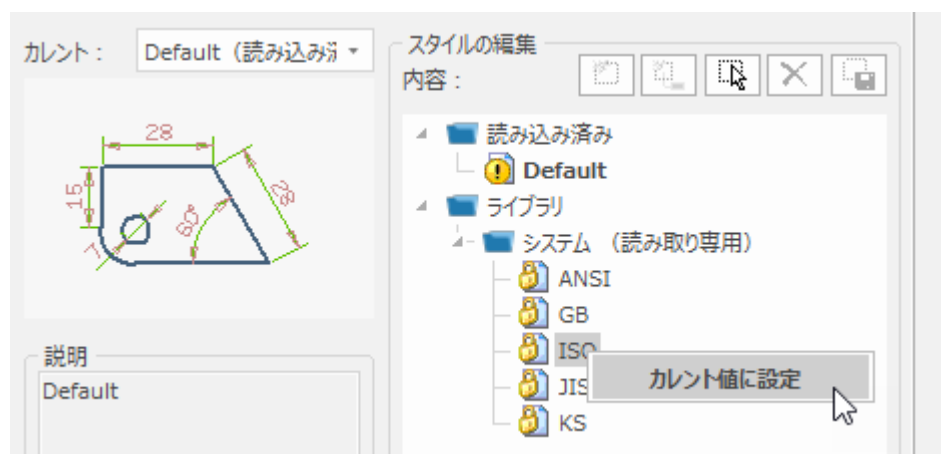 カレント：
Default（読み込み済
スタイルの編集
内容：
28
15
32
60°
7
読み込み済み
Default
ライブラリ
システム （読み取り専用）
ANSI
GB
ISO
カレント値に設定
JIS
KS
説明
Default